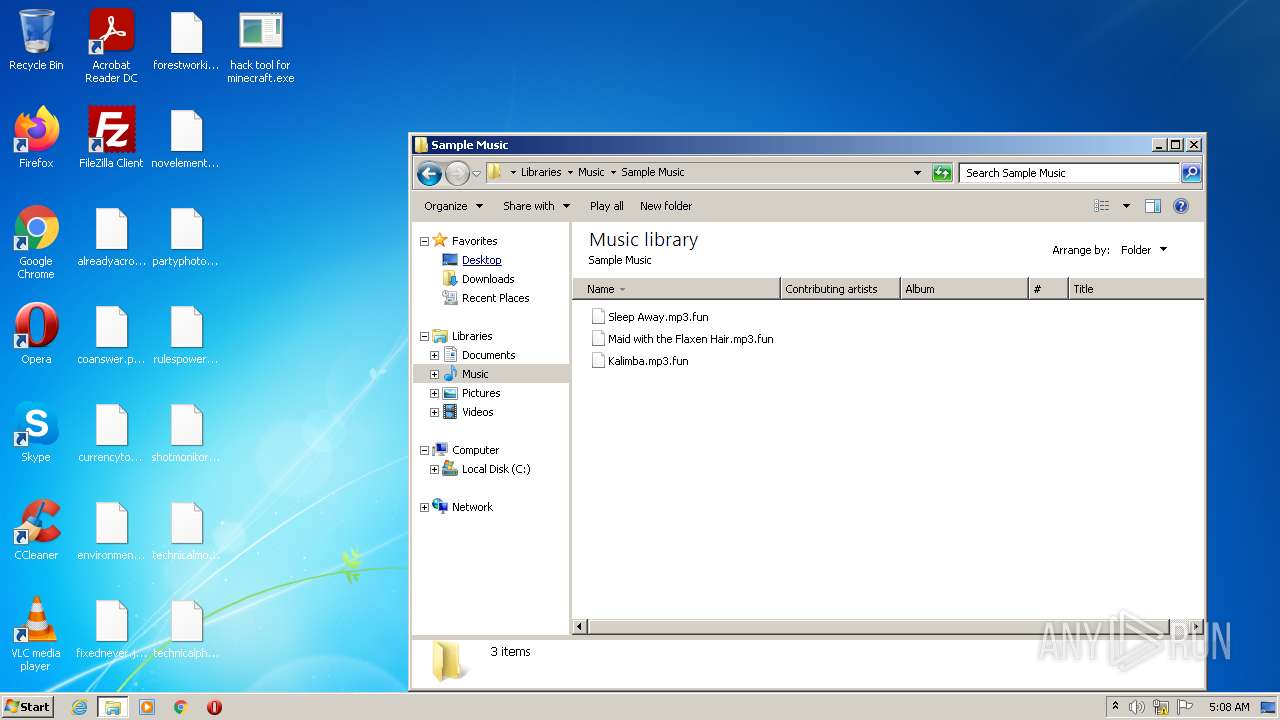 Recycle Bin
Acrobat
Reader DC
forestworki...
hack tool for
minecraft.exe
Firefox
FileZilla Client
novelement...
Google
Chrome
alreadyacro...
partyphoto...
Opera
coanswer.p...
rulespower...
Skype
currencyto...
shotmonitor...
CCleaner
environmen...
technicalmo...
VLC media
player
fixednever.j...
technicalph...
Sample Music
Libraries
Music
Sample Music
Search Sample Music
Organize
Share with
Play all
New folder
Favorites
Desktop
Downloads
Recent Places
Libraries
Documents
Music
Pictures
Videos
Computer
Local Disk (C:)
Network
Music library
Sample Music
Arrange by: Folder
Name
Contributing artists
Album
#
Title
Sleep Away.mp3.fun
Maid with the Flaxen Hair.mp3.fun
Kalimba.mp3.fun
3 items
ANY RUN
Start
5:08 AM